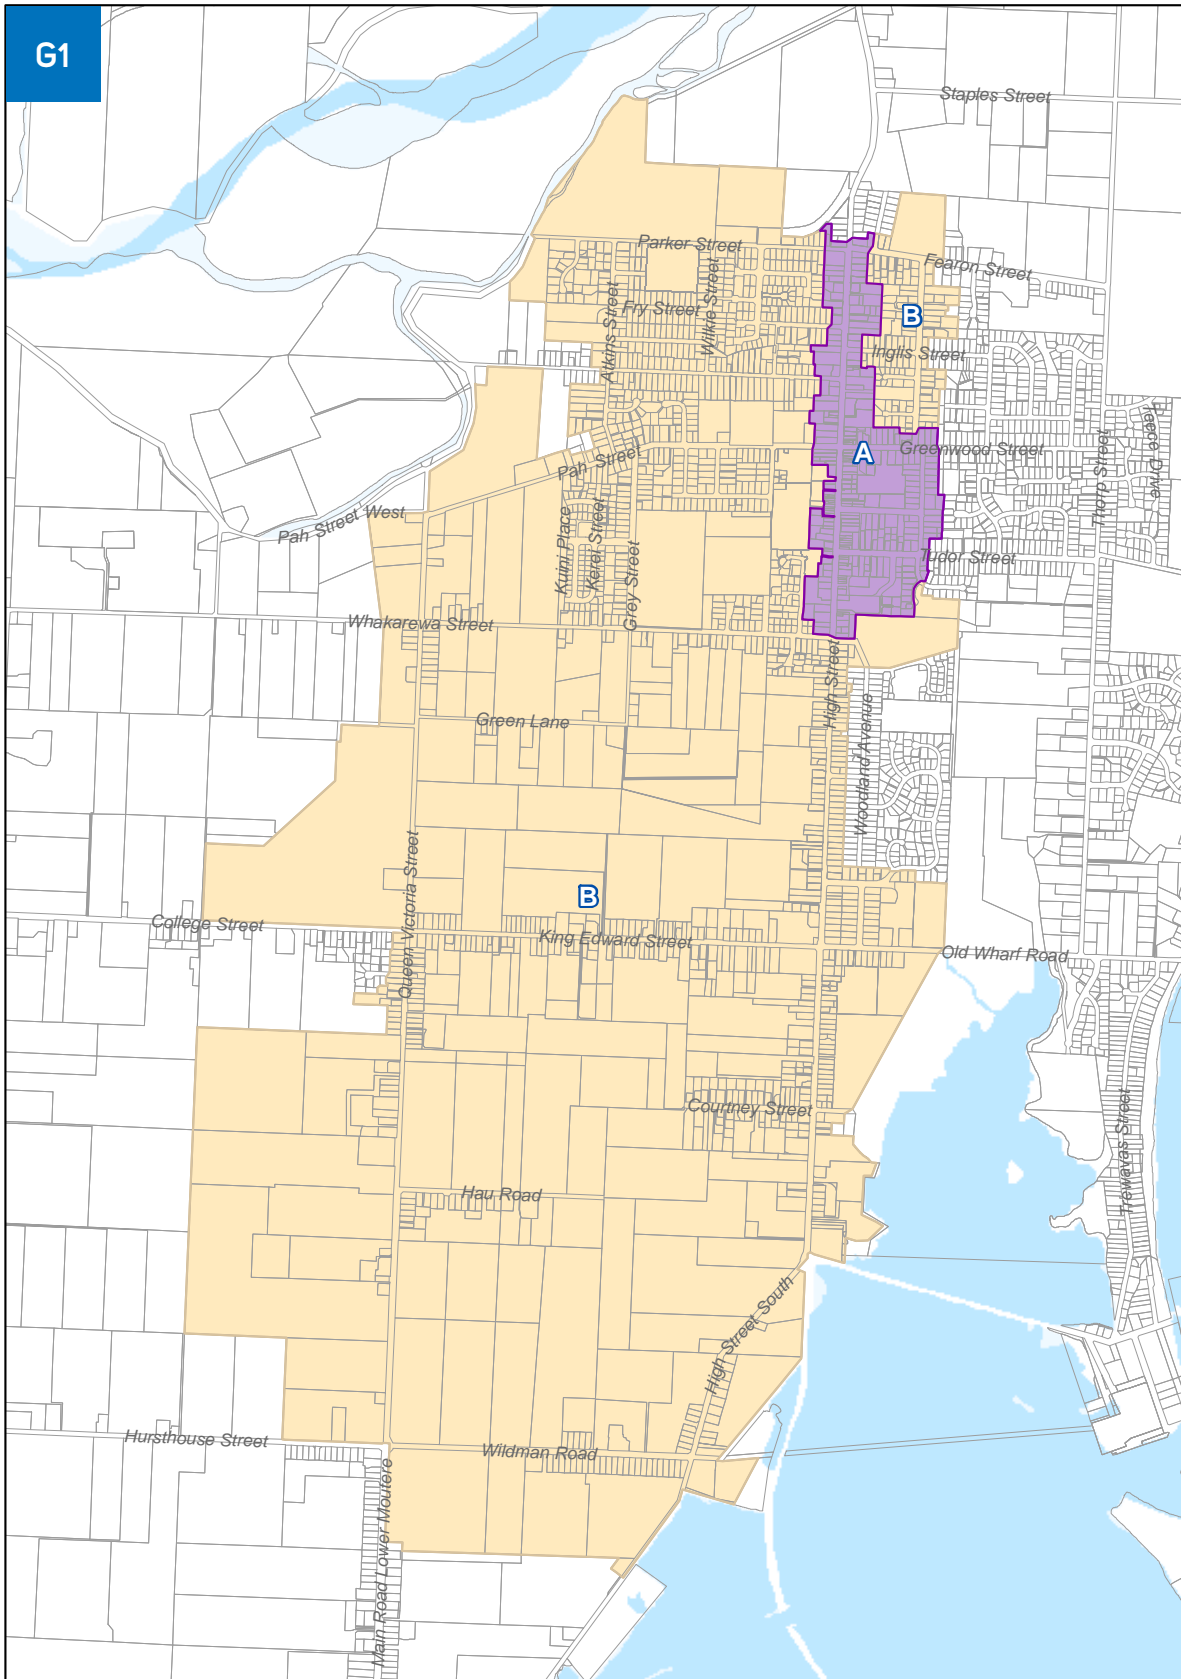 G1
Staples Street
Parker Street
Fearon Street
Fry Street
Wilkie Street
Atkins Street
B
Inglis Street
Greenwood Street
A
Thorp Street
Teece Drive
Pah Street
Pah Street West
Kuini Place
Kerei Street
Grey Street
Tudor Street
Whakarewa Street
High Street
Green Lane
Woodland Avenue
Queen Victoria Street
B
College Street
King Edward Street
Old Wharf Road
Courtney Street
Trewavas Street
Hau Road
High Street South
Hursthouse Street
Wildman Road
Main Road Lower Moutere